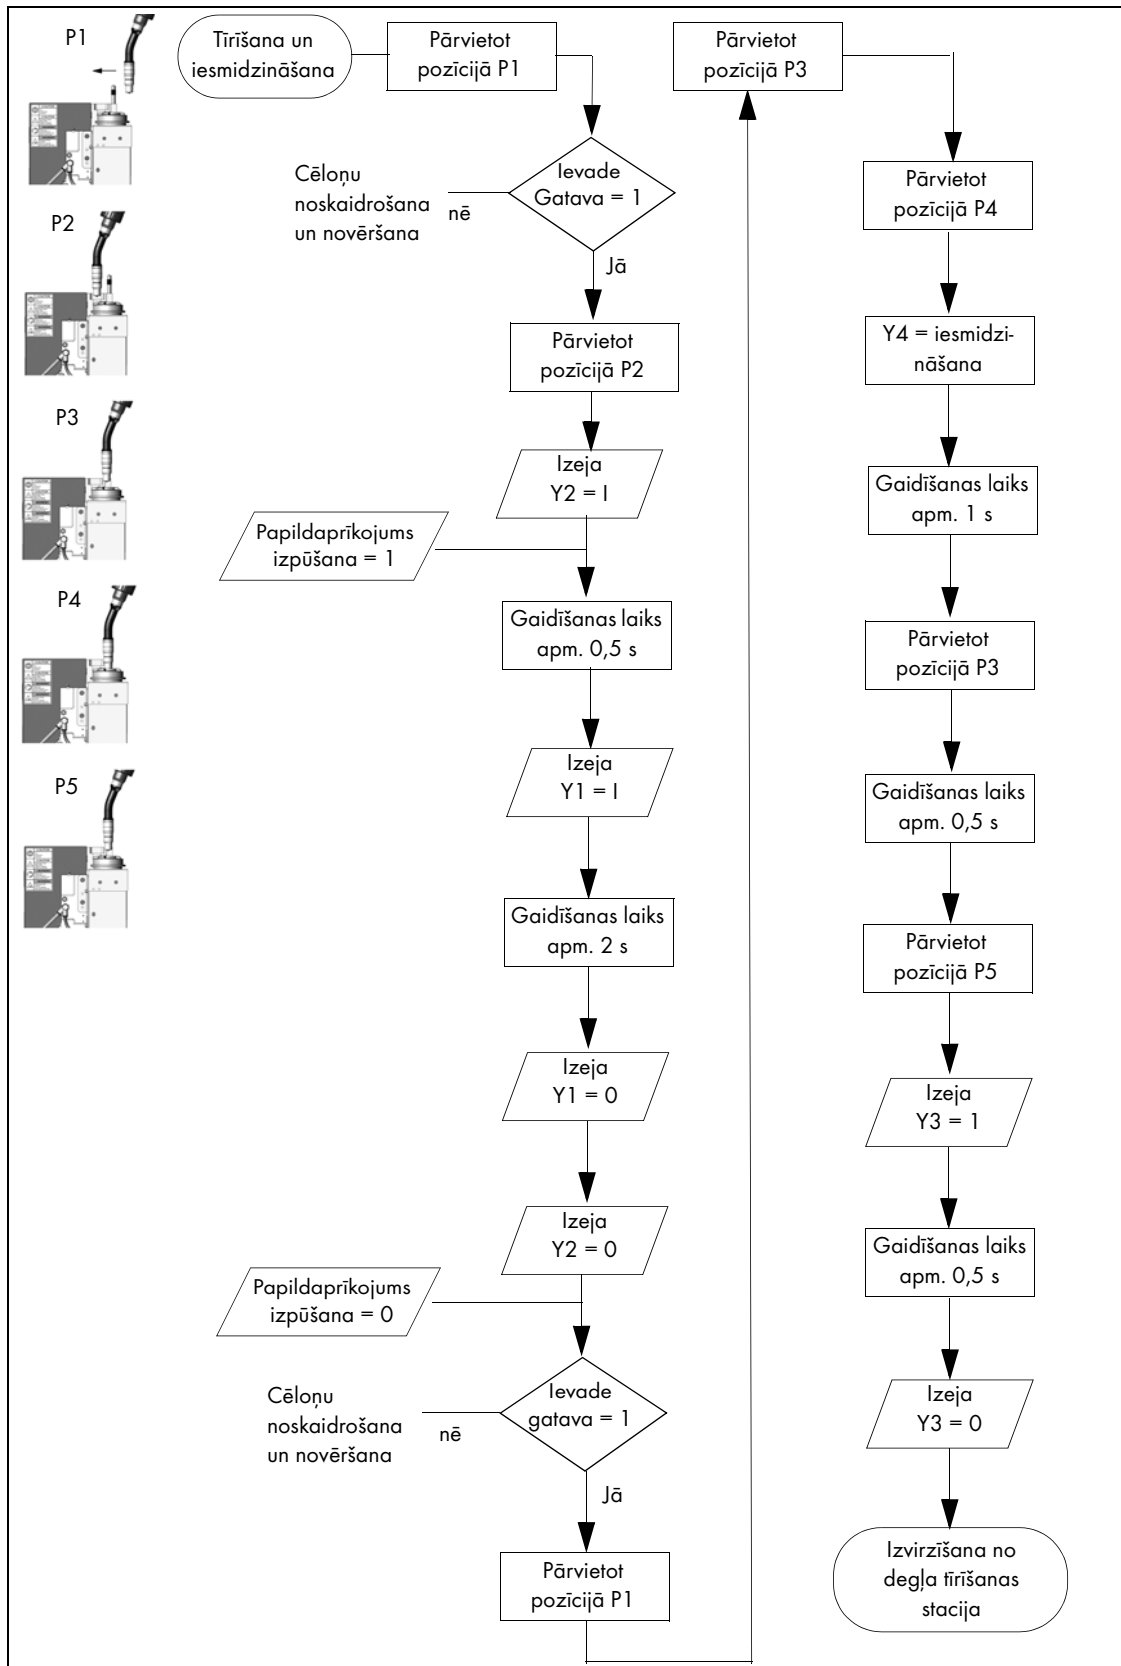 P1
P2
P3
P4
P5
Tīrīšana un
iesmidzināšana
Pārvietot
pozīcijā P1
Ievade
Gatava = 1
Cēloņu
noskaidrošana
un novēršana
nē
Jā
Pārvietot
pozīcijā P2
Izeja
Y2 = I
Papildaprīkojums
izpūšana = 1
Gaidīšanas laiks
apm. 0,5 s
Izeja
Y1 = I
Gaidīšanas laiks
apm. 2 s
Izeja
Y1 = 0
Izeja
Y2 = 0
Papildaprīkojums
izpūšana = 0
Ievade
gatava = 1
Cēloņu
noskaidrošana
un novēršana
nē
Jā
Pārvietot
pozīcijā P1
Pārvietot
pozīcijā P3
Pārvietot
pozīcijā P4
Y4 = iesmidzi-
nāšana
Gaidīšanas laiks
apm. 1 s
Pārvietot
pozīcijā P3
Gaidīšanas laiks
apm. 0,5 s
Pārvietot
pozīcijā P5
Izeja
Y3 = 1
Gaidīšanas laiks
apm. 0,5 s
Izeja
Y3 = 0
Izvirzīšana no
degļa tīrīšanas
stacija